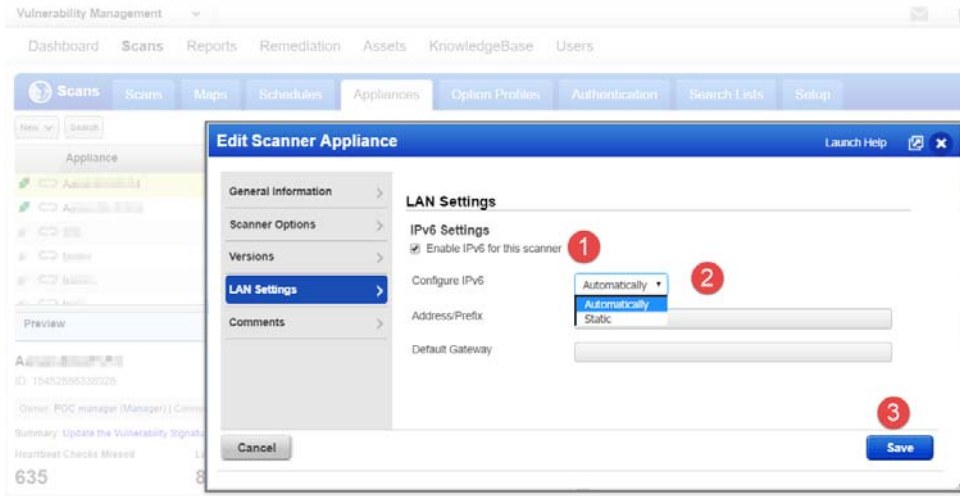 Vulnerability Management
Dashboard Scans Reports Remediation Assets KnowledgeBase Users
Scans Scans Maps Schedules Appliances Option Profiles Authentication Search Lists Setup
New Search
Appliance
Edit Scanner Appliance Launch Help
General Information
Scanner Options
Versions
LAN Settings
Comments
LAN Settings
IPv6 Settings
Enable IPv6 for this scanner 1
Configure IPv6 Automatically 2
Automatically
Static
Address/Prefix
Default Gateway
3
Cancel Save
Preview
Owner: POC manager (Manager) |
Summary: Update the Vulnerability
Heartbeat Checks Missed
635 8